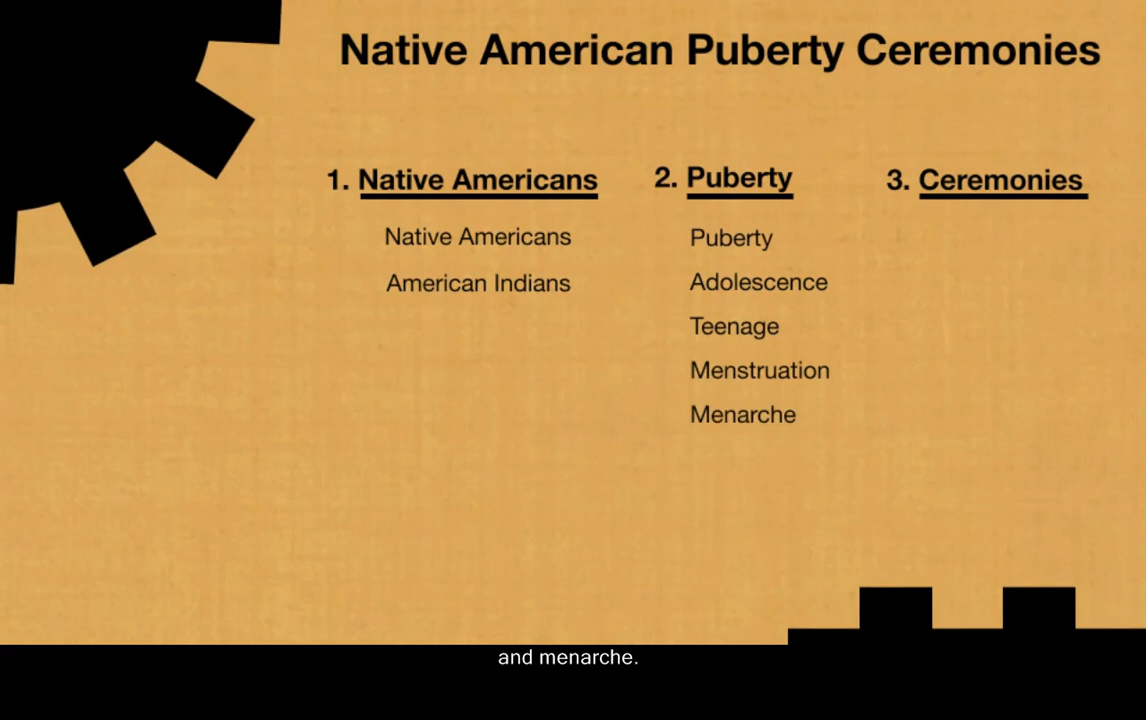 Native American Puberty Ceremonies
1. Native Americans
Native Americans
American Indians
2. Puberty
Puberty
Adolescence
Teenage
Menstruation
Menarche
3. Ceremonies
and menarche.